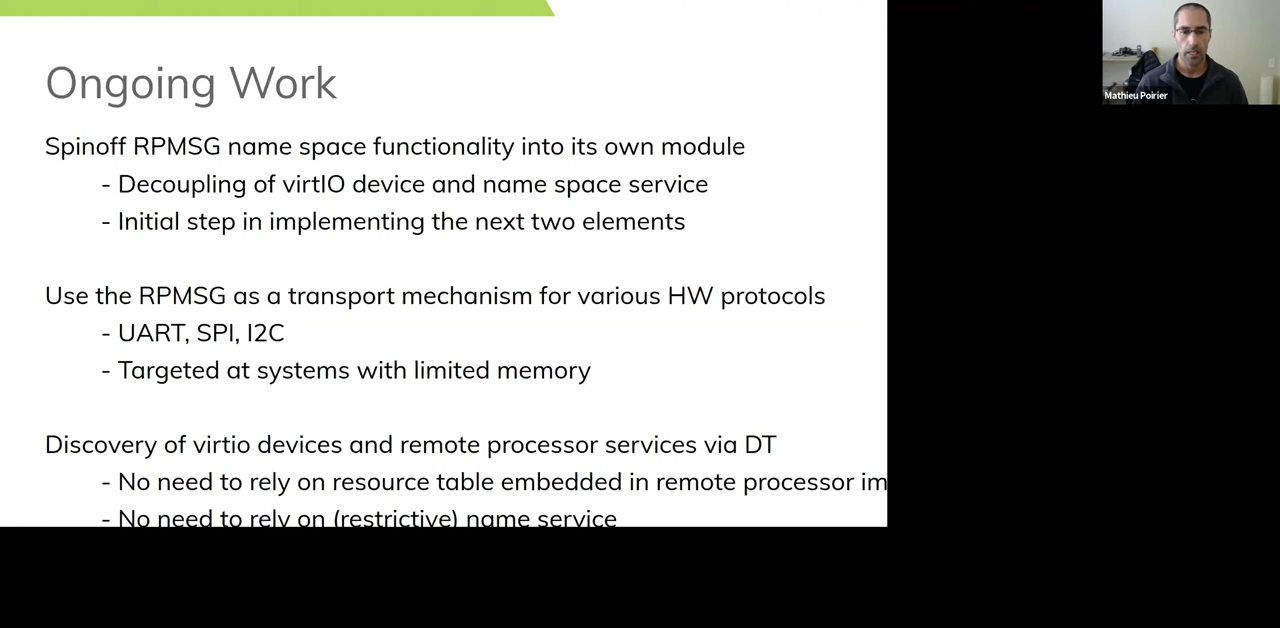 Ongoing Work
Spinoff RPMSG name space functionality into its own module
- Decoupling of virtIO device and name space service
- Initial step in implementing the next two elements
Use the RPMSG as a transport mechanism for various HW protocols
- UART, SPI, I2C
- Targeted at systems with limited memory
Discovery of virtio devices and remote processor services via DT
- No need to rely on resource table embedded in remote processor im
- No need to rely on (restrictive) name service
Mathieu Poirier